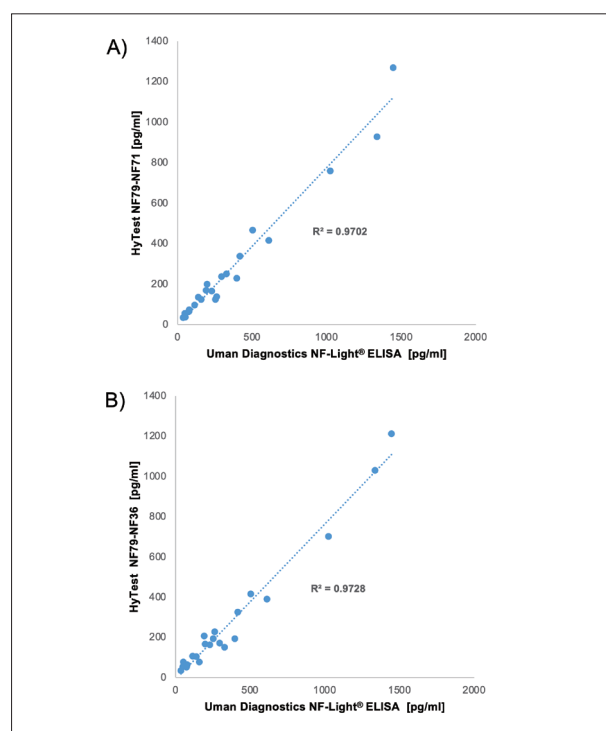 A)
1400
1200
1000
800
600
400
200
0
HyTest NF79-NF71 [pg/ml]
R² = 0.9702
0 500 1000 1500 2000
Uman Diagnostics NF-Light® ELISA [pg/ml]
B)
1400
1200
1000
800
600
400
200
0
HyTest NF79-NF36 [pg/ml]
R² = 0.9728
0 500 1000 1500 2000
Uman Diagnostics NF-Light® ELISA [pg/ml]